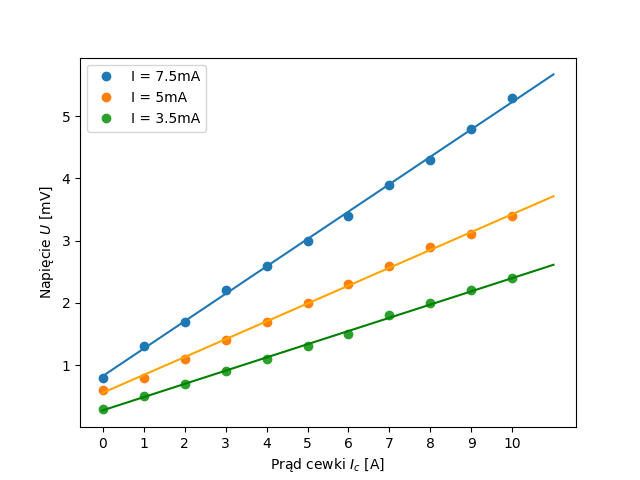 I = 7.5mA
I = 5mA
I = 3.5mA
5
4
3
2
1
Napięcie U [mV]
0 1 2 3 4 5 6 7 8 9 10
Prąd cewki I_c [A]